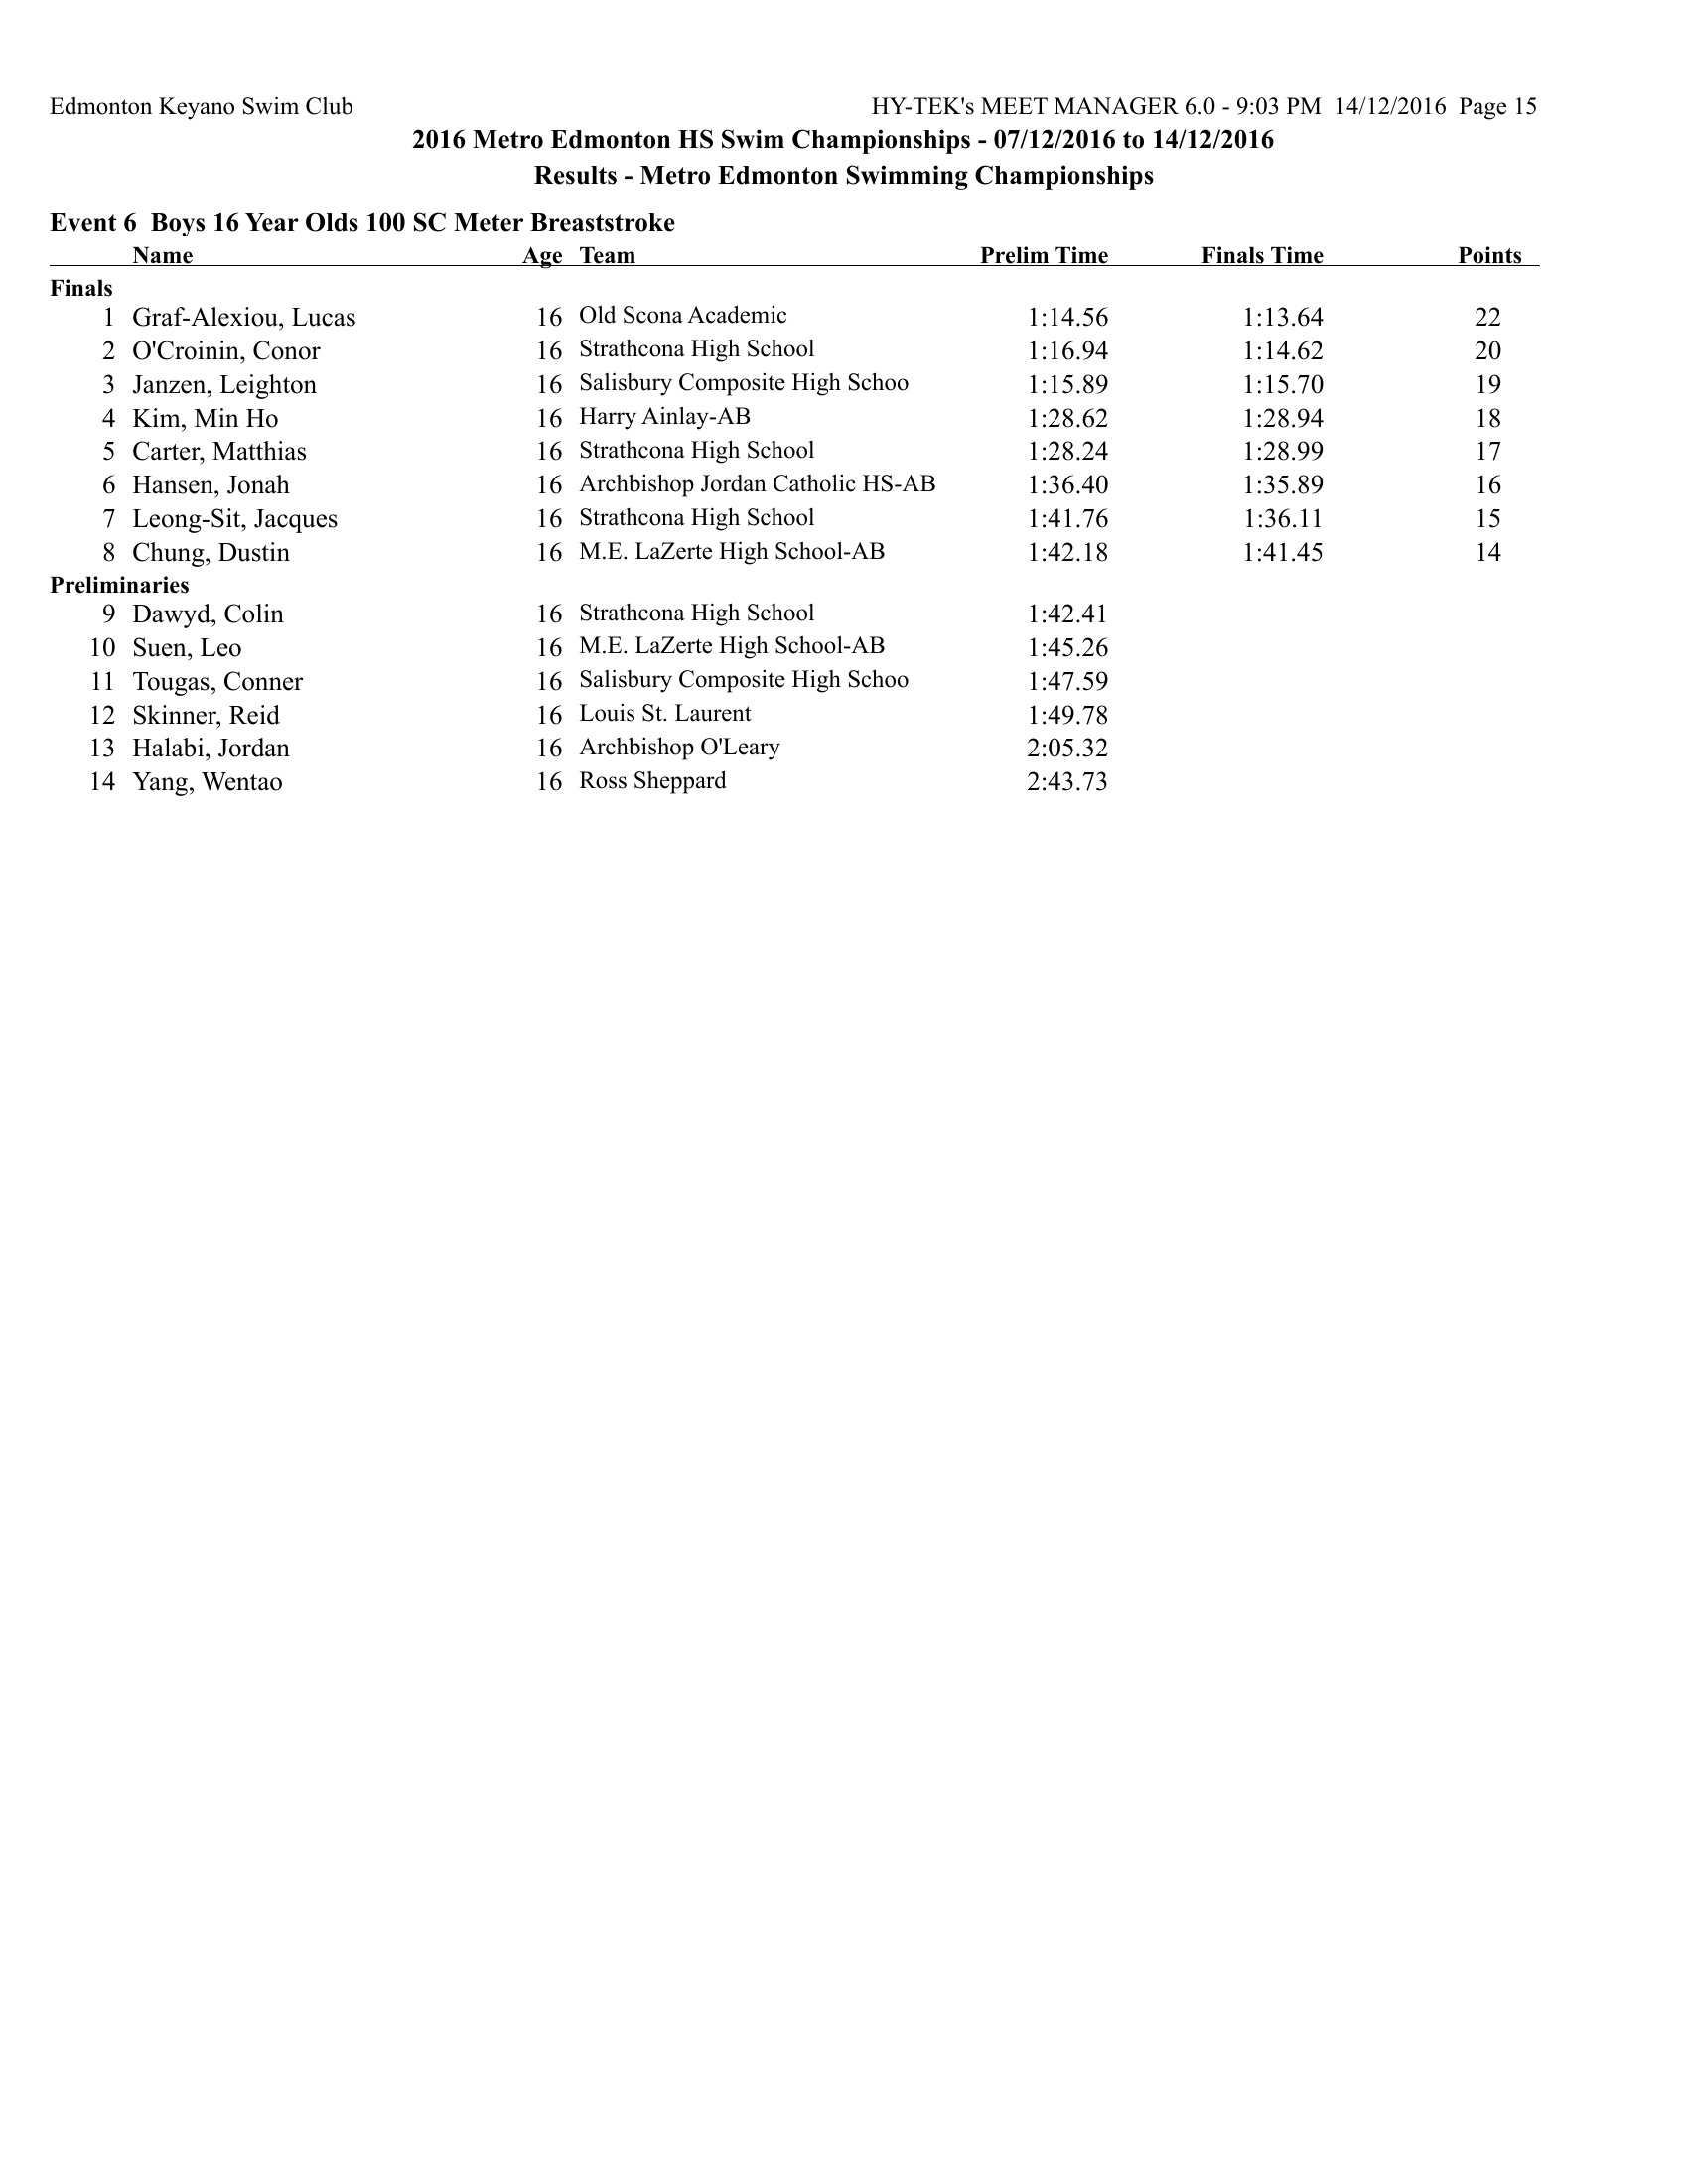 Edmonton Keyano Swim Club HY-TEK's MEET MANAGER 6.0 - 9:03 PM 14/12/2016 Page 15
2016 Metro Edmonton HS Swim Championships - 07/12/2016 to 14/12/2016
Results - Metro Edmonton Swimming Championships
Event 6 Boys 16 Year Olds 100 SC Meter Breaststroke
Name Age Team Prelim Time Finals Time Points
Finals
1 Graf-Alexiou, Lucas 16 Old Scona Academic 1:14.56 1:13.64 22
2 O'Croinin, Conor 16 Strathcona High School 1:16.94 1:14.62 20
3 Janzen, Leighton 16 Salisbury Composite High Schoo 1:15.89 1:15.70 19
4 Kim, Min Ho 16 Harry Ainlay-AB 1:28.62 1:28.94 18
5 Carter, Matthias 16 Strathcona High School 1:28.24 1:28.99 17
6 Hansen, Jonah 16 Archbishop Jordan Catholic HS-AB 1:36.40 1:35.89 16
7 Leong-Sit, Jacques 16 Strathcona High School 1:41.76 1:36.11 15
8 Chung, Dustin 16 M.E. LaZerte High School-AB 1:42.18 1:41.45 14
Preliminaries
9 Dawyd, Colin 16 Strathcona High School 1:42.41
10 Suen, Leo 16 M.E. LaZerte High School-AB 1:45.26
11 Tougas, Conner 16 Salisbury Composite High Schoo 1:47.59
12 Skinner, Reid 16 Louis St. Laurent 1:49.78
13 Halabi, Jordan 16 Archbishop O'Leary 2:05.32
14 Yang, Wentao 16 Ross Sheppard 2:43.73